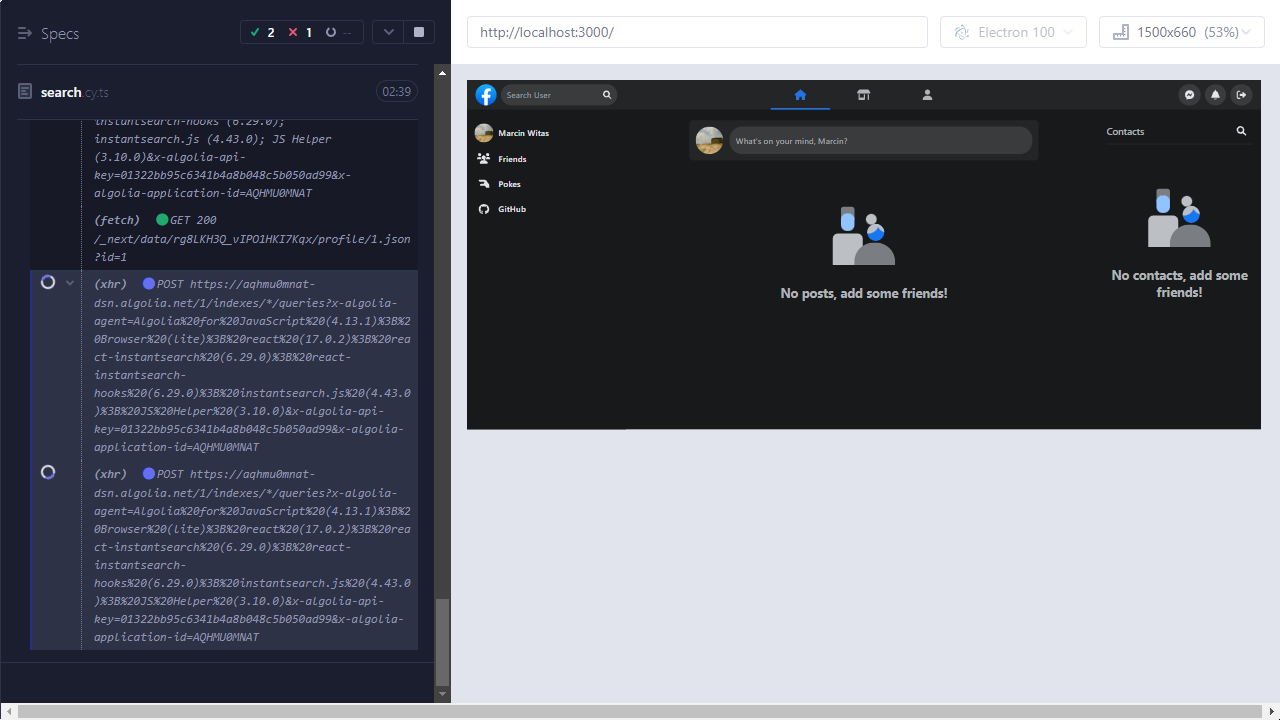 Specs
2
1
--
search cy.ts
02:39
instantsearch-hooks (6.29.0);
instantsearch.js (4.43.0); JS Helper
(3.10.0)&x-algolia-api-
key=01322bb95c6341b4a8b048c5b050ad99&x-
algolia-application-id=AQHMU0MNAT
(fetch) GET 200
/_next/data/rg8LKH3Q_vIPO1HKI7Kqx/profile/1.json
?id=1
(xhr) POST https://aqhmu0mnat-
dsn.algolia.net/1/indexes/*/queries?x-algolia-
agent=Algolia%20for%20JavaScript%20(4.13.1)%3B%2
0Browser%20(lite)%3B%20react%20(17.0.2)%3B%20rea
ct-instantsearch%20(6.29.0)%3B%20react-
instantsearch-
hooks%20(6.29.0)%3B%20instantsearch.js%20(4.43.0
)%3B%20JS%20Helper%20(3.10.0)&x-algolia-api-
key=01322bb95c6341b4a8b048c5b050ad99&x-algolia-
application-id=AQHMU0MNAT
(xhr) POST https://aqhmu0mnat-
dsn.algolia.net/1/indexes/*/queries?x-algolia-
agent=Algolia%20for%20JavaScript%20(4.13.1)%3B%2
0Browser%20(lite)%3B%20react%20(17.0.2)%3B%20rea
ct-instantsearch%20(6.29.0)%3B%20react-
instantsearch-
hooks%20(6.29.0)%3B%20instantsearch.js%20(4.43.0
)%3B%20JS%20Helper%20(3.10.0)&x-algolia-api-
key=01322bb95c6341b4a8b048c5b050ad99&x-algolia-
application-id=AQHMU0MNAT
http://localhost:3000/
Electron 100
1500x660 (53%)
Search User
Marcin Witas
Friends
Pokes
GitHub
What's on your mind, Marcin?
No posts, add some friends!
Contacts
No contacts, add some
friends!